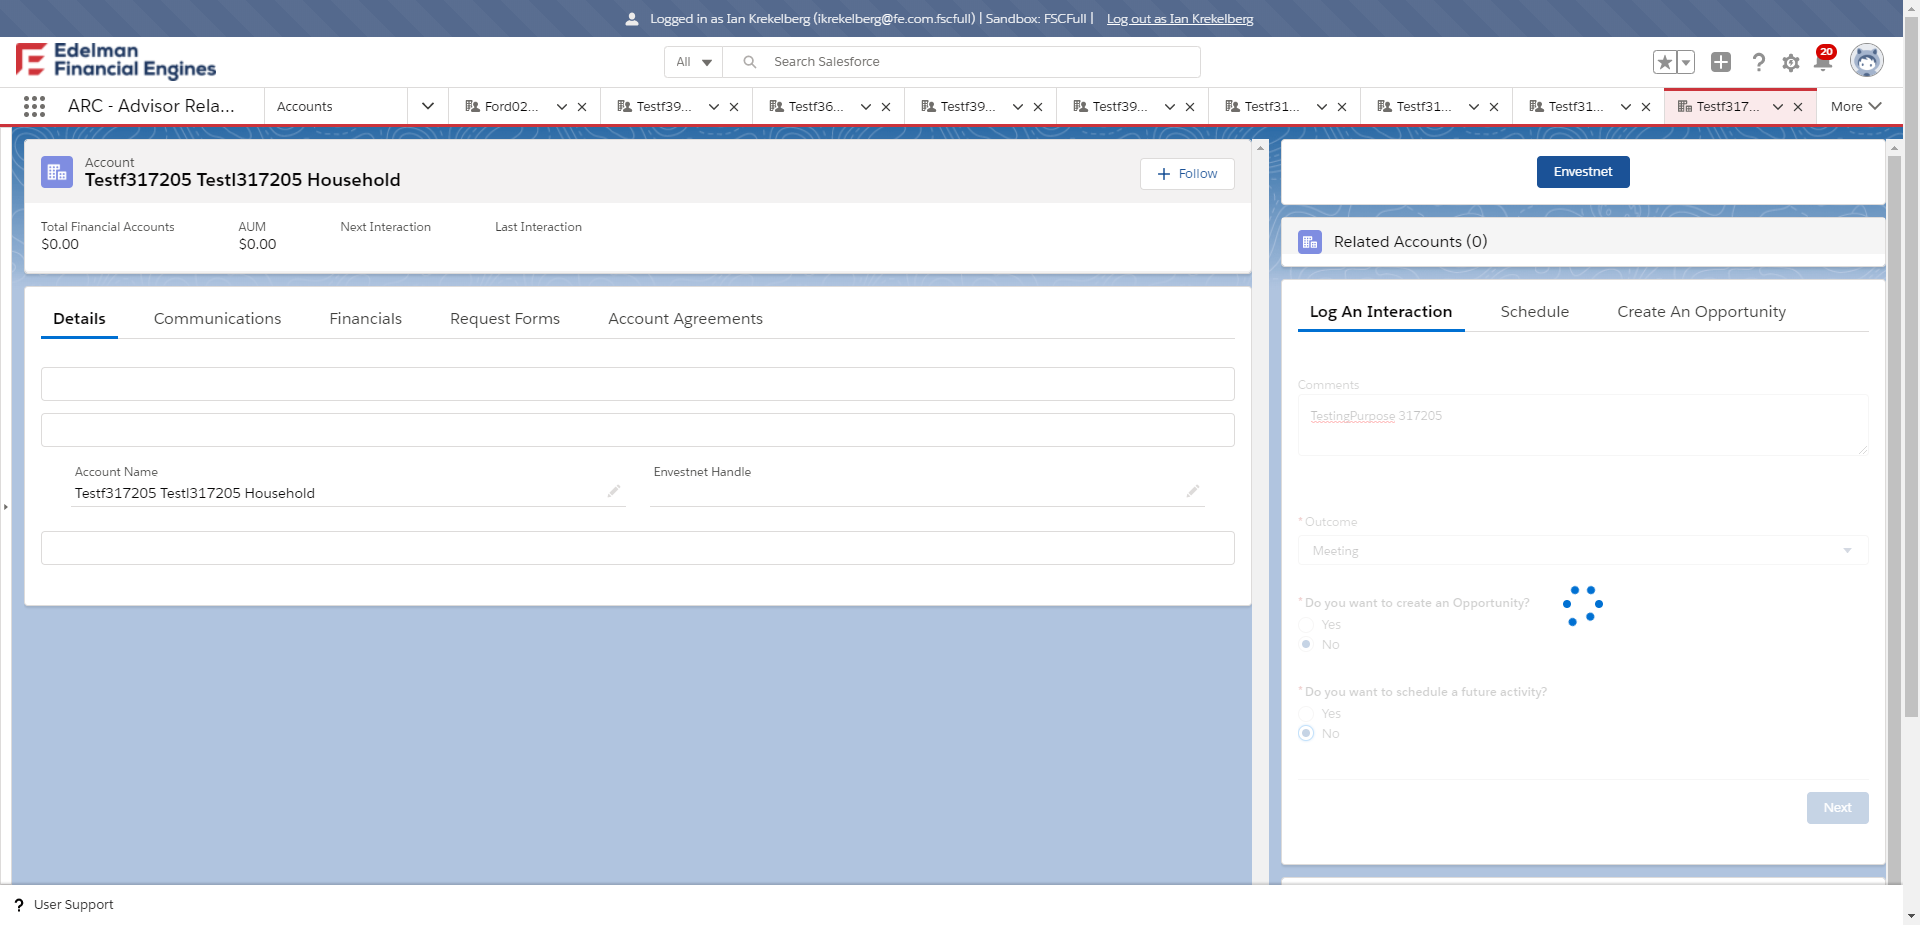 Logged in as Ian Krekelberg (ikrekelberg@fe.com.fscfull) | Sandbox: FSCFull | Log out as Ian Krekelberg
Edelman
Financial Engines
All
Search Salesforce
20
ARC - Advisor Rela...
Accounts
Ford02...
Testf39...
Testf36...
Testf39...
Testf39...
Testf31...
Testf31...
Testf31...
Testf317...
More
Account
Testf317205 Testl317205 Household
Follow
Total Financial Accounts
$0.00
AUM
$0.00
Next Interaction
Last Interaction
Details
Communications
Financials
Request Forms
Account Agreements
Account Name
Testf317205 Testl317205 Household
Envestnet Handle
Envestnet
Related Accounts (0)
Log An Interaction
Schedule
Create An Opportunity
Comments
TestingPurpose 317205
*Outcome
Meeting
*Do you want to create an Opportunity?
Yes
No
*Do you want to schedule a future activity?
Yes
No
Next
? User Support